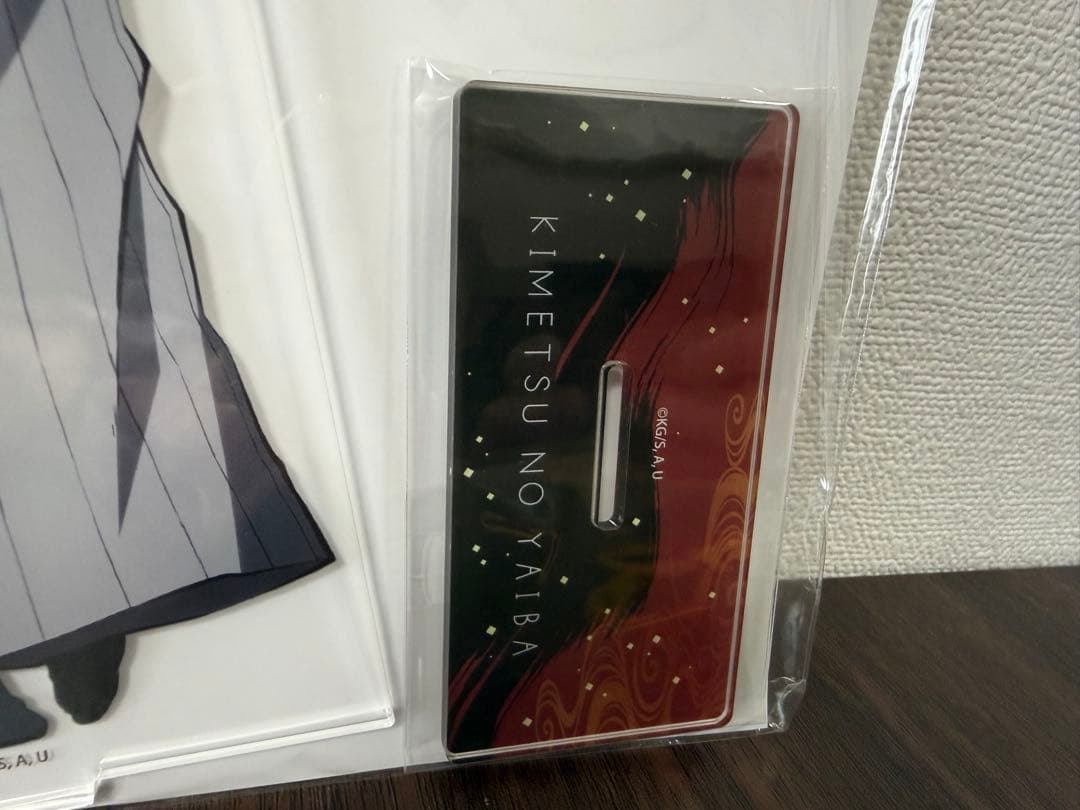 KIMETSU NO YAIBA
©KG/S, A, U
S, A, U